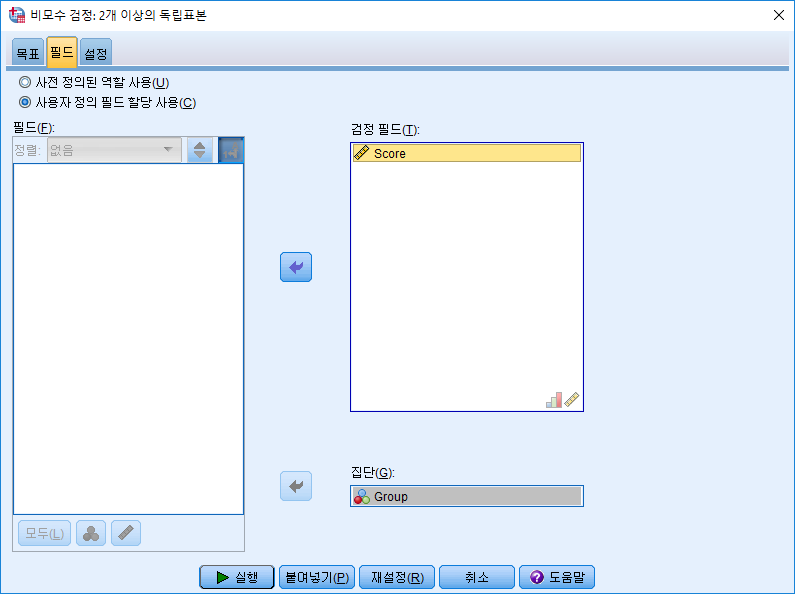 비모수 검정: 2개 이상의 독립표본
목표 필드 설정
사전 정의된 역할 사용(U)
사용자 정의 필드 할당 사용(C)
필드(F):
정렬: 없음
검정 필드(T):
Score
집단(G):
Group
모두(L)
실행 붙여넣기(P) 재설정(R) 취소 도움말